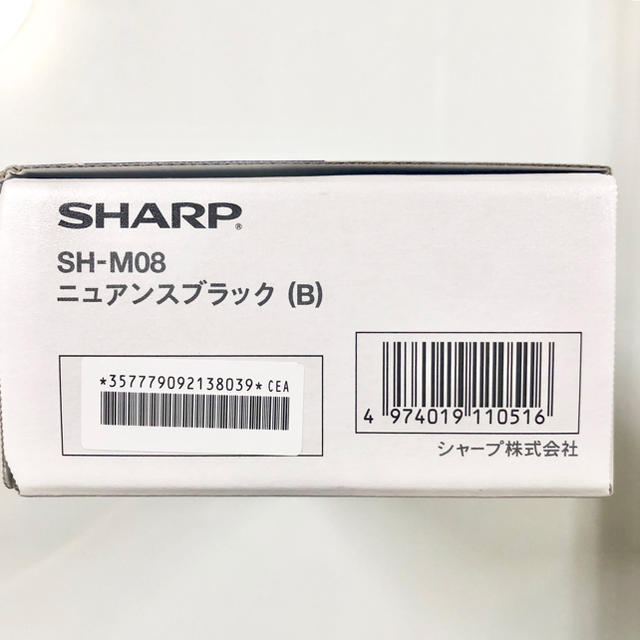 SHARP®
SH-M08
ニュアンスブラック (B)
*357779092138039* CEA
4 974019 110516
シャープ株式会社